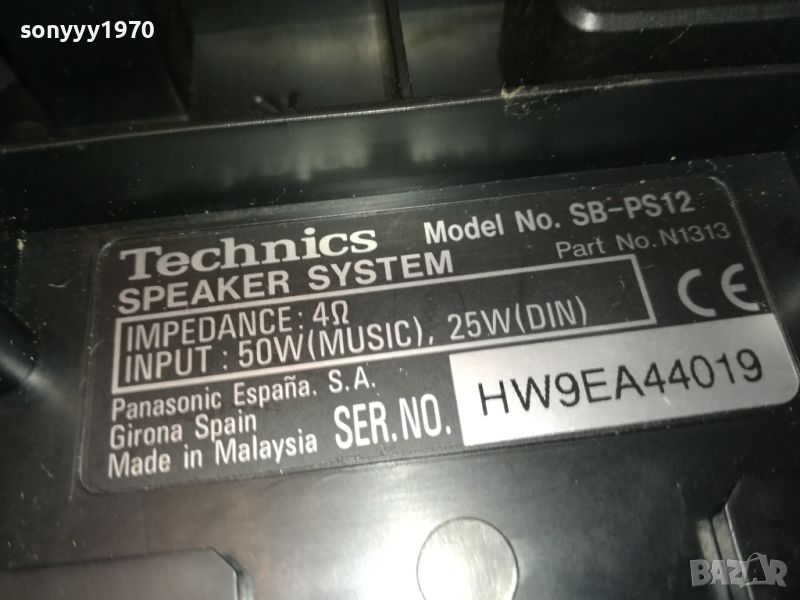 sonyyy1970
Technics Model No. SB-PS12
SPEAKER SYSTEM Part No. N1313
IMPEDANCE : 4Ω
INPUT : 50W(MUSIC), 25W(DIN)
CE
Panasonic España. S.A.
Girona Spain
Made in Malaysia
SER.NO. HW9EA44019
BAZAR